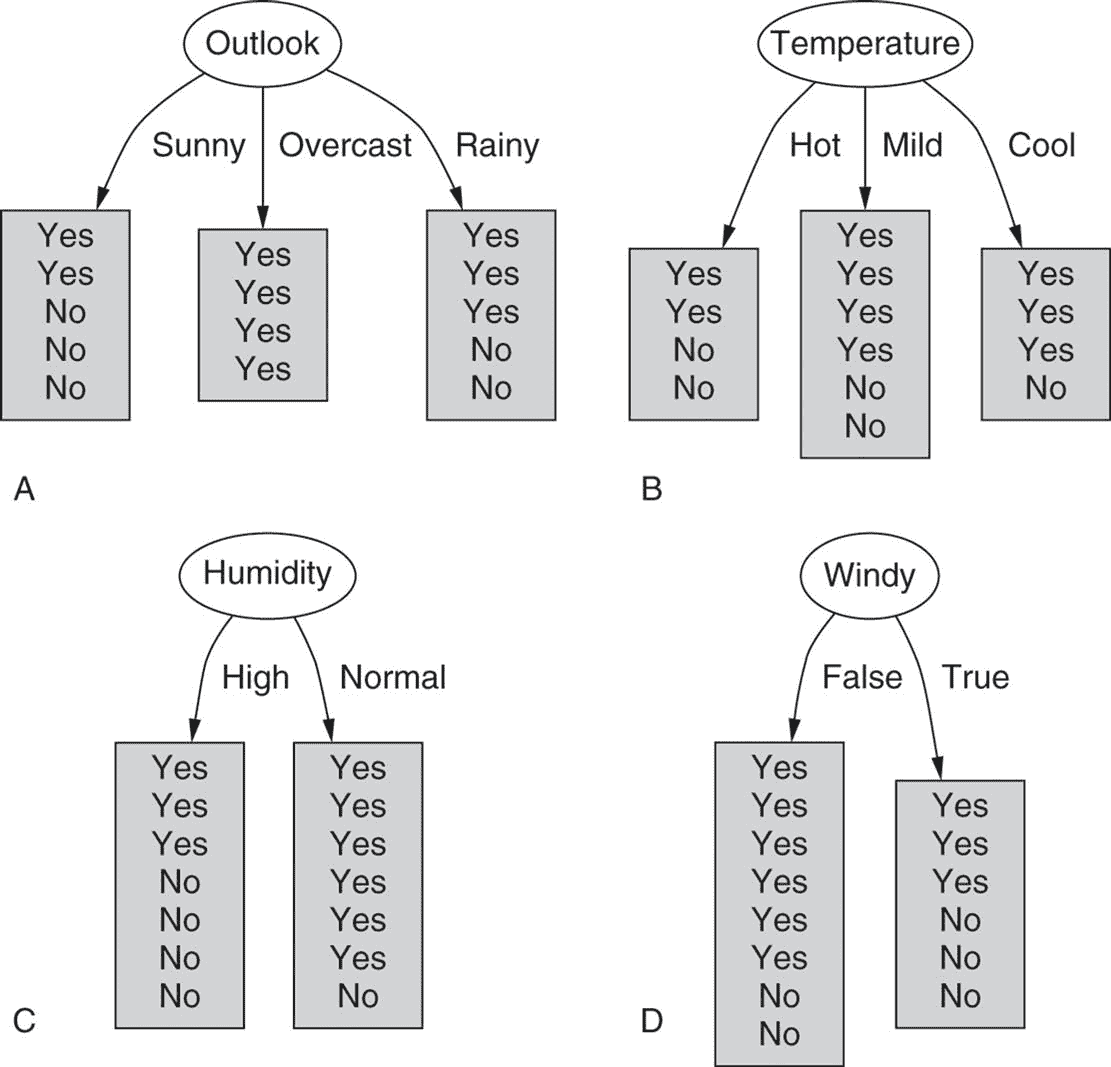 Outlook
Sunny
Overcast
Rainy
Yes
Yes
No
No
No
Yes
Yes
Yes
Yes
Yes
Yes
Yes
No
No
A
Temperature
Hot
Mild
Cool
Yes
Yes
No
No
Yes
Yes
Yes
Yes
No
No
Yes
Yes
Yes
No
B
Humidity
High
Normal
Yes
Yes
Yes
No
No
No
No
Yes
Yes
Yes
Yes
Yes
Yes
No
C
Windy
False
True
Yes
Yes
Yes
Yes
Yes
Yes
No
No
Yes
Yes
Yes
No
No
No
D